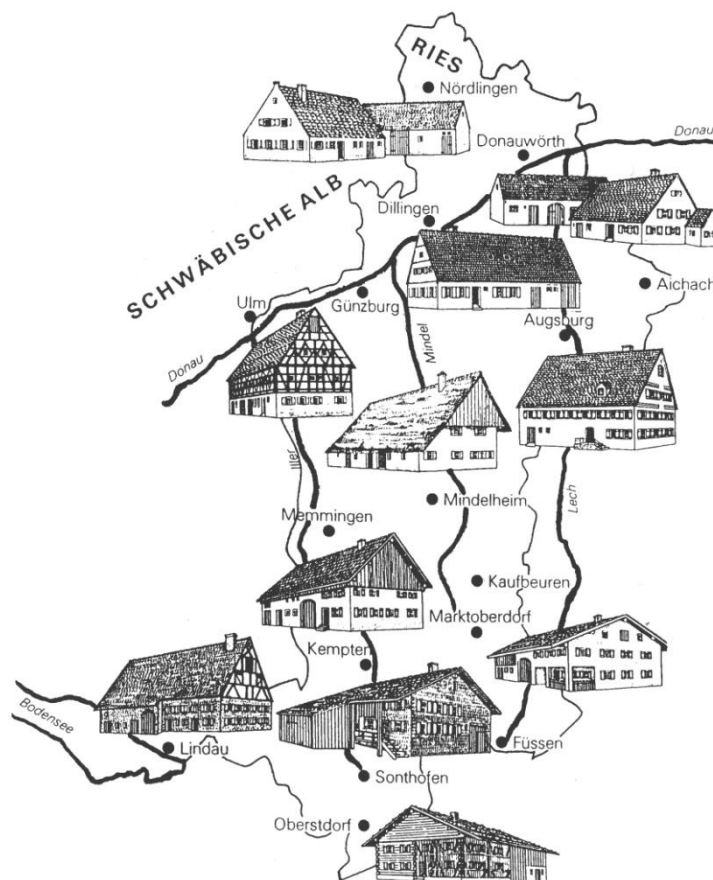 RIES
Nördlingen
Donauwörth
Donau
SCHWÄBISCHE ALB
Dillingen
Aichach
Ulm
Günzburg
Augsburg
Mindel
Donau
Iller
Lech
Mindelheim
Memmingen
Kaufbeuren
Marktoberdorf
Kempten
Bodensee
Lindau
Füssen
Sonthofen
Oberstdorf